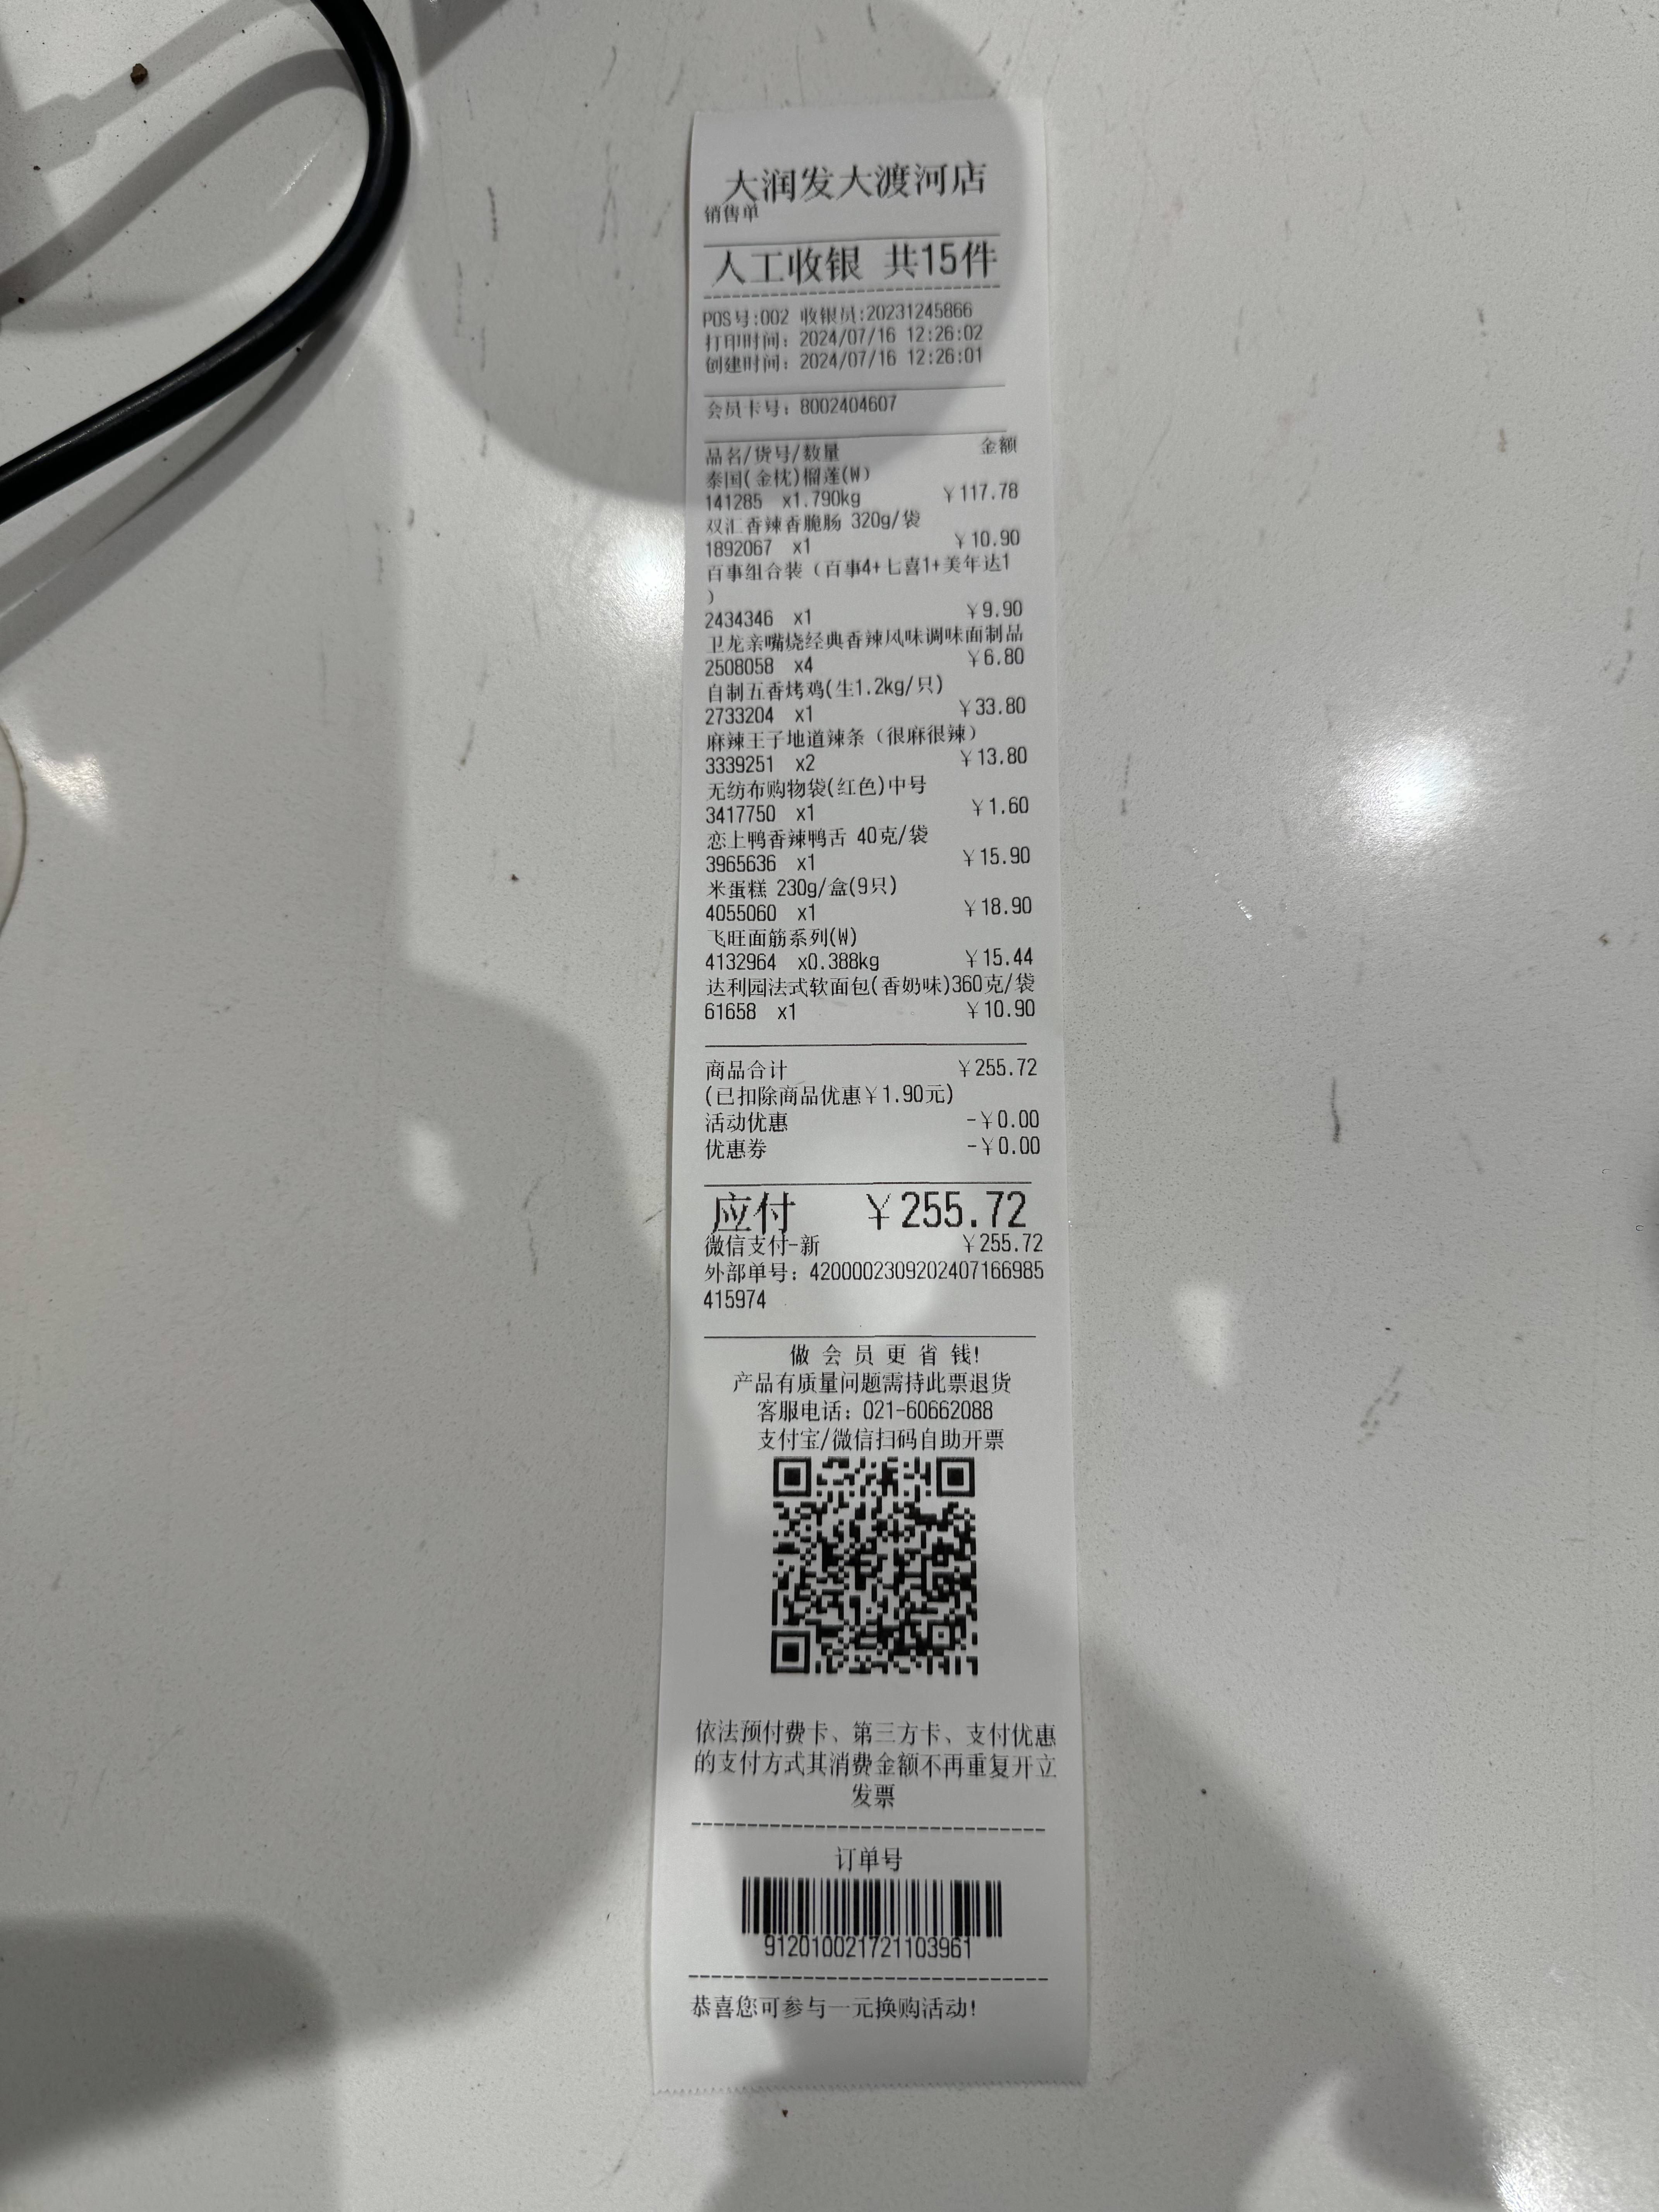 大润发大渡河店
销售单
人工收银 共15件
POS号:002 收银员:20231245866
打印时间: 2024/07/16 12:26:02
创建时间: 2024/07/16 12:26:01
会员卡号: 8002404607
品名/货号/数量 金额
泰国(金枕)榴莲(W)
141285 x1.790kg ￥117.78
双汇香辣香脆肠 320g/袋
1892067 x1 ￥10.90
百事组合装（百事4+七喜1+美年达1
）
2434346 x1 ￥9.90
卫龙亲嘴烧经典香辣风味调味面制品
2508058 x4 ￥6.80
自制五香烤鸡(生1.2kg/只)
2733204 x1 ￥33.80
麻辣王子地道辣条（很麻很辣）
3339251 x2 ￥13.80
无纺布购物袋(红色)中号
3417750 x1 ￥1.60
恋上鸭香辣鸭舌 40克/袋
3965636 x1 ￥15.90
米蛋糕 230g/盒(9只)
4055060 x1 ￥18.90
飞旺面筋系列(W)
4132964 x0.388kg ￥15.44
达利园法式软面包(香奶味)360克/袋
61658 x1 ￥10.90
商品合计 ￥255.72
(已扣除商品优惠￥1.90元)
活动优惠 -￥0.00
优惠券 -￥0.00
应付 ￥255.72
微信支付-新 ￥255.72
外部单号: 4200002309202407166985
415974
做 会 员 更 省 钱!
产品有质量问题需持此票退货
客服电话: 021-60662088
支付宝/微信扫码自助开票
依法预付费卡、第三方卡、支付优惠
的支付方式其消费金额不再重复开立
发票
订单号
912010021721103961
恭喜您可参与一元换购活动!